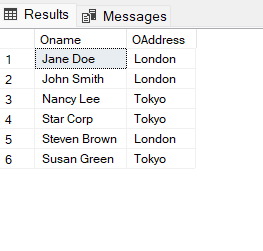 Results Messages
Oname OAddress
1 Jane Doe London
2 John Smith London
3 Nancy Lee Tokyo
4 Star Corp Tokyo
5 Steven Brown London
6 Susan Green Tokyo